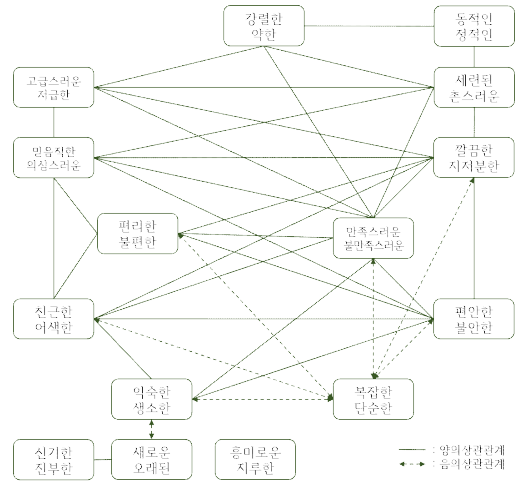 강렬한
약한
동적인
정적인
고급스러운
저급한
세련된
촌스러운
믿음직한
의심스러운
깔끔한
지저분한
편리한
불편한
만족스러운
불만족스러운
친근한
어색한
편안한
불안한
익숙한
생소한
복잡한
단순한
신기한
진부한
새로운
오래된
흥미로운
지루한
: 양의상관관계
: 음의상관관계